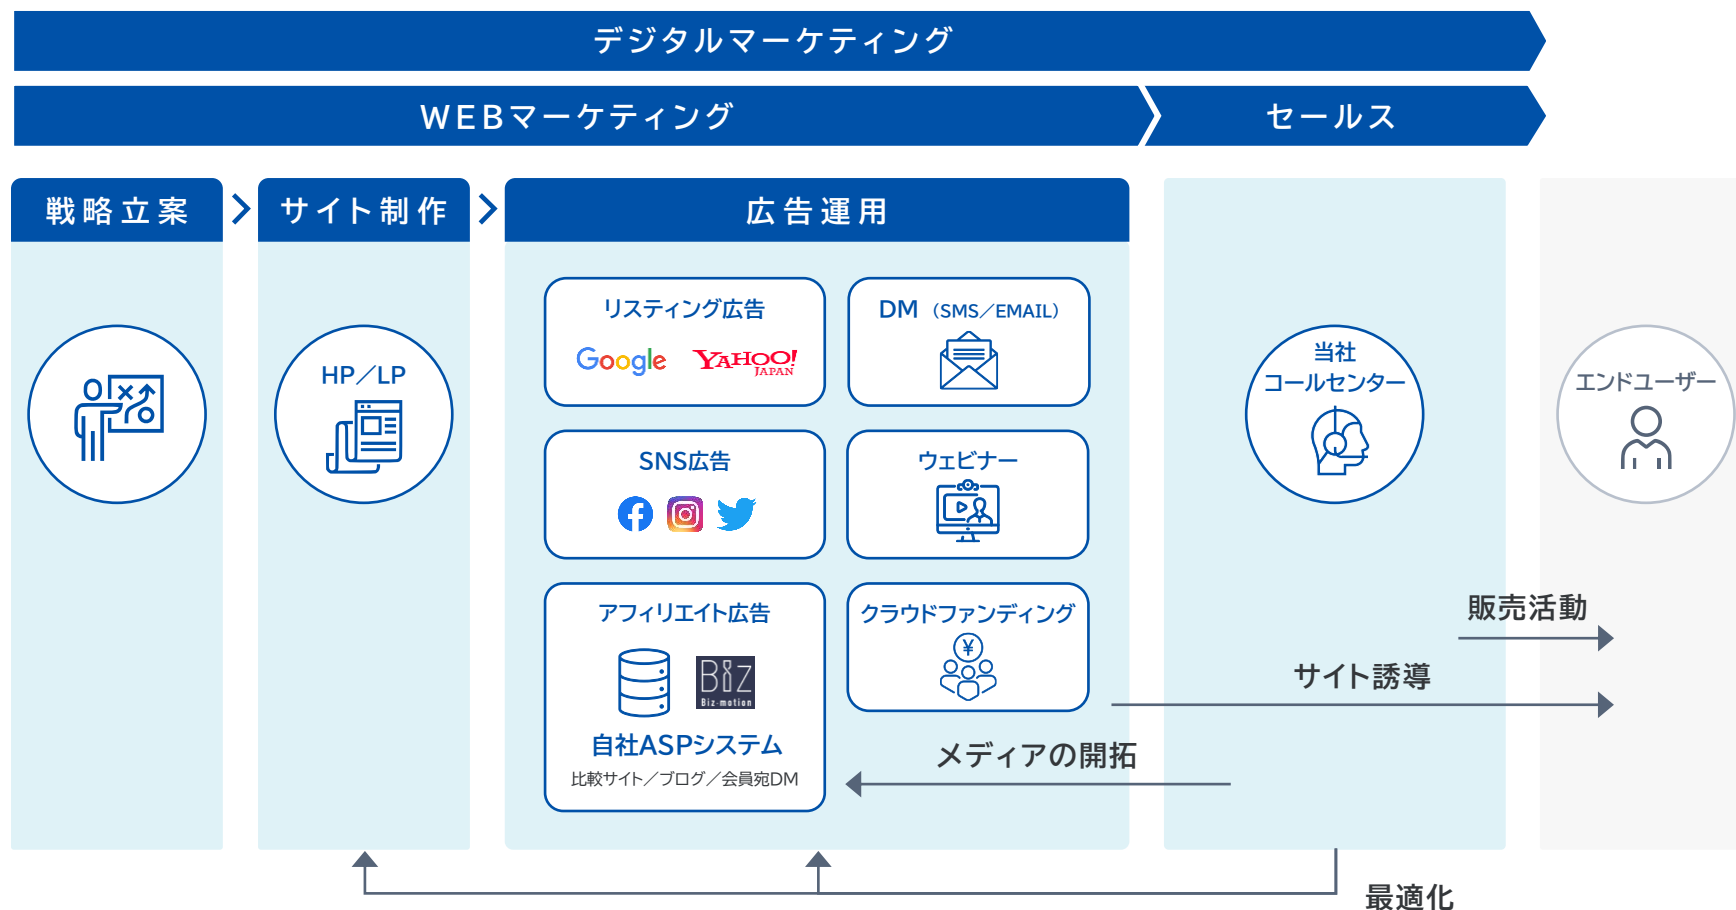 デジタルマーケティング
WEBマーケティング
セールス
戦略立案
サイト制作
広告運用
HP／LP
リスティング広告
Google
YAHOO!
JAPAN
DM（SMS／EMAIL）
SNS広告
ウェビナー
アフィリエイト広告
BIZ
Biz-mation
自社ASPシステム
比較サイト／ブログ／会員宛DM
クラウドファンディング
¥
当社
コールセンター
エンドユーザー
販売活動
サイト誘導
メディアの開拓
最適化